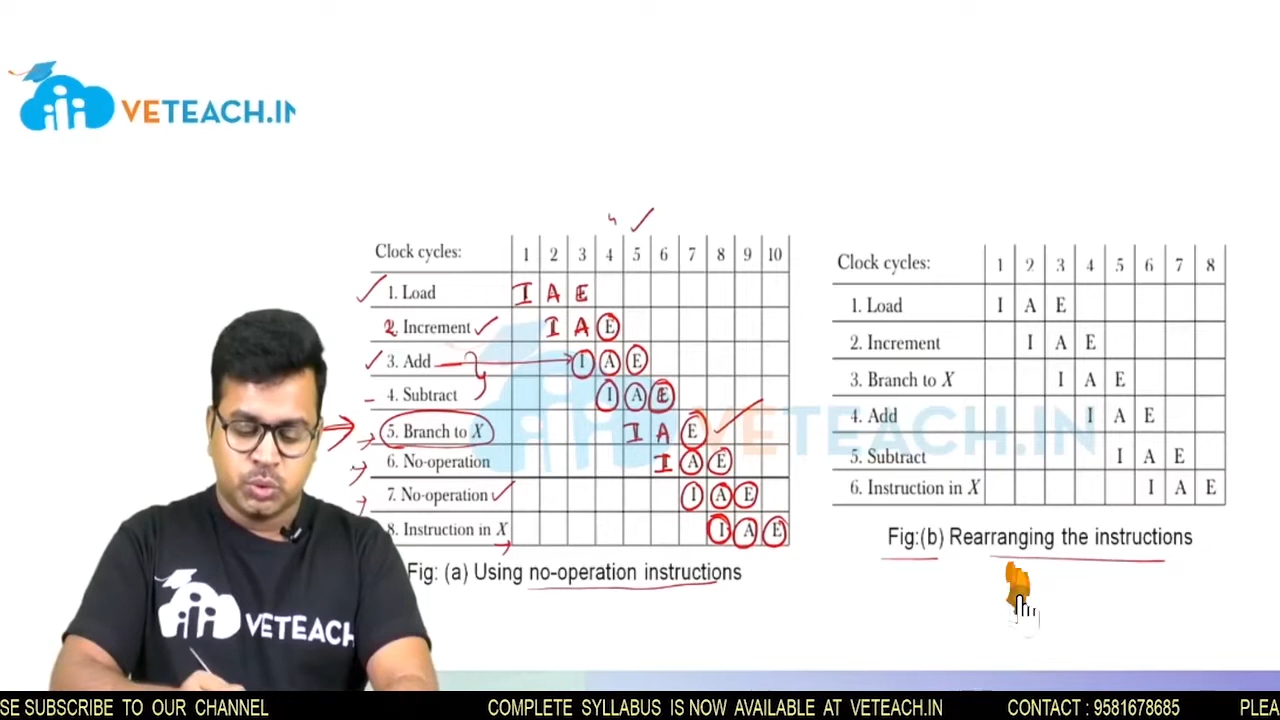 VETEACH.IN
Clock cycles: 1 2 3 4 5 6 7 8 9 10
1. Load I A E
2. Increment I A E
3. Add I A E
4. Subtract I A E
5. Branch to X I A E
6. No-operation I A E
7. No-operation I A E
8. Instruction in X I A E
Fig: (a) Using no-operation instructions
Clock cycles: 1 2 3 4 5 6 7 8
1. Load I A E
2. Increment I A E
3. Branch to X I A E
4. Add I A E
5. Subtract I A E
6. Instruction in X I A E
Fig:(b) Rearranging the instructions
VETEACH
VETEACH.IN
SE SUBSCRIBE TO OUR CHANNEL COMPLETE SYLLABUS IS NOW AVAILABLE AT VETEACH.IN CONTACT : 9581678685 PLEA